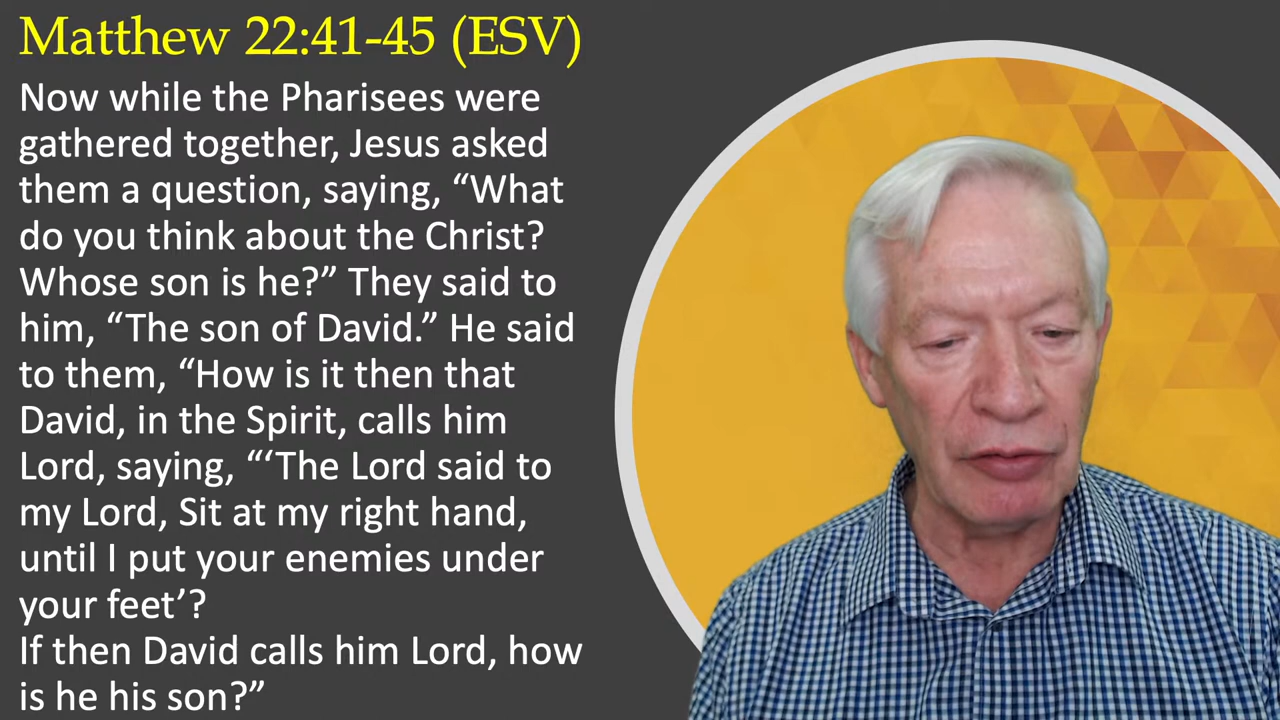 Matthew 22:41-45 (ESV)
Now while the Pharisees were
gathered together, Jesus asked
them a question, saying, “What
do you think about the Christ?
Whose son is he?” They said to
him, “The son of David.” He said
to them, “How is it then that
David, in the Spirit, calls him
Lord, saying, “‘The Lord said to
my Lord, Sit at my right hand,
until I put your enemies under
your feet’?
If then David calls him Lord, how
is he his son?”